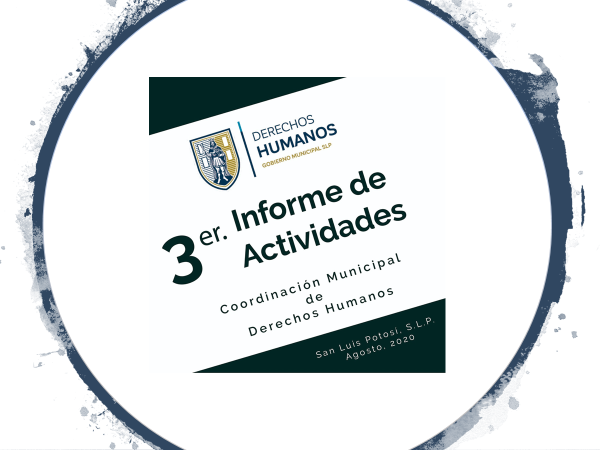 DERECHOS
HUMANOS
GOBIERNO MUNICIPAL SLP
3er. Informe de
Actividades
Coordinación Municipal
de
Derechos Humanos
San Luis Potosí, S.L.P.
Agosto, 2020